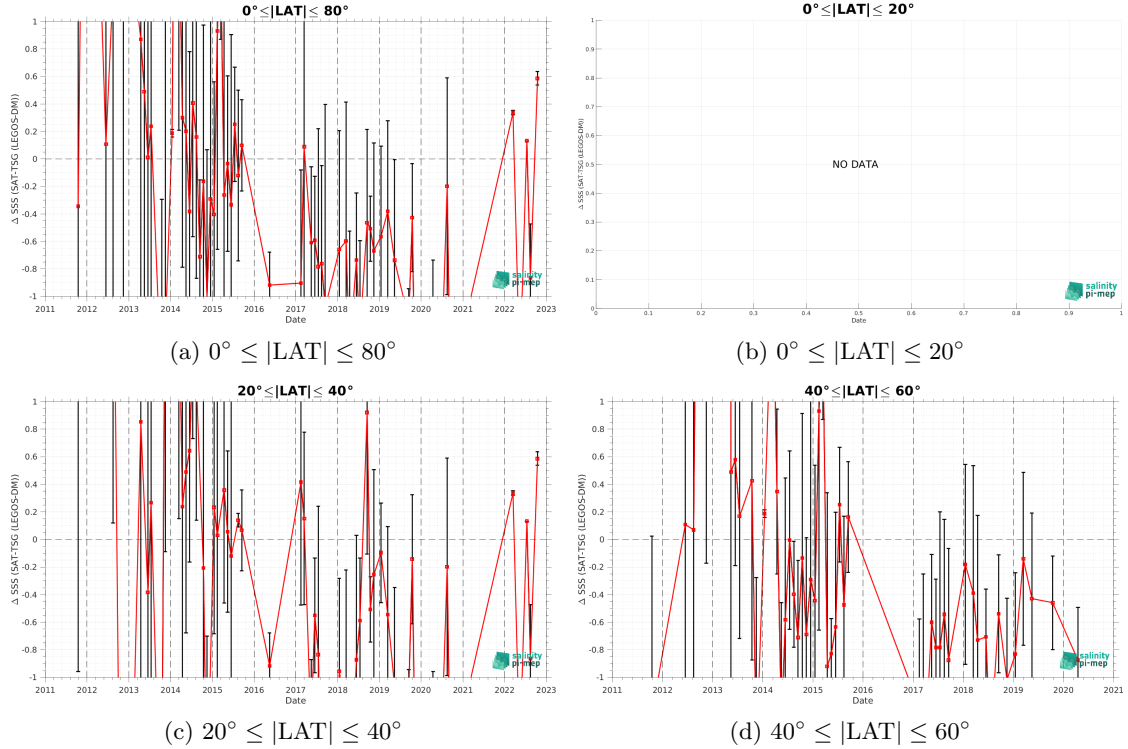 0°≤|LAT|≤ 80°
Δ SSS (SAT-TSG (LEGOS-DM))
1
0.8
0.6
0.4
0.2
0
-0.2
-0.4
-0.6
-0.8
-1
2011 2012 2013 2014 2015 2016 2017 2018 2019 2020 2021 2022 2023
Date
salinity
pi-mep
(a) 0° ≤ |LAT| ≤ 80°
0°≤|LAT|≤ 20°
Δ SSS (SAT-TSG (LEGOS-DM))
1
0.9
0.8
0.7
0.6
0.5
0.4
0.3
0.2
0.1
0
NO DATA
0 0.1 0.2 0.3 0.4 0.5 0.6 0.7 0.8 0.9 1
Date
salinity
pi-mep
(b) 0° ≤ |LAT| ≤ 20°
20°≤|LAT|≤ 40°
Δ SSS (SAT-TSG (LEGOS-DM))
1
0.8
0.6
0.4
0.2
0
-0.2
-0.4
-0.6
-0.8
-1
2011 2012 2013 2014 2015 2016 2017 2018 2019 2020 2021 2022 2023
Date
salinity
pi-mep
(c) 20° ≤ |LAT| ≤ 40°
40°≤|LAT|≤ 60°
Δ SSS (SAT-TSG (LEGOS-DM))
1
0.8
0.6
0.4
0.2
0
-0.2
-0.4
-0.6
-0.8
-1
2011 2012 2013 2014 2015 2016 2017 2018 2019 2020 2021
Date
salinity
pi-mep
(d) 40° ≤ |LAT| ≤ 60°